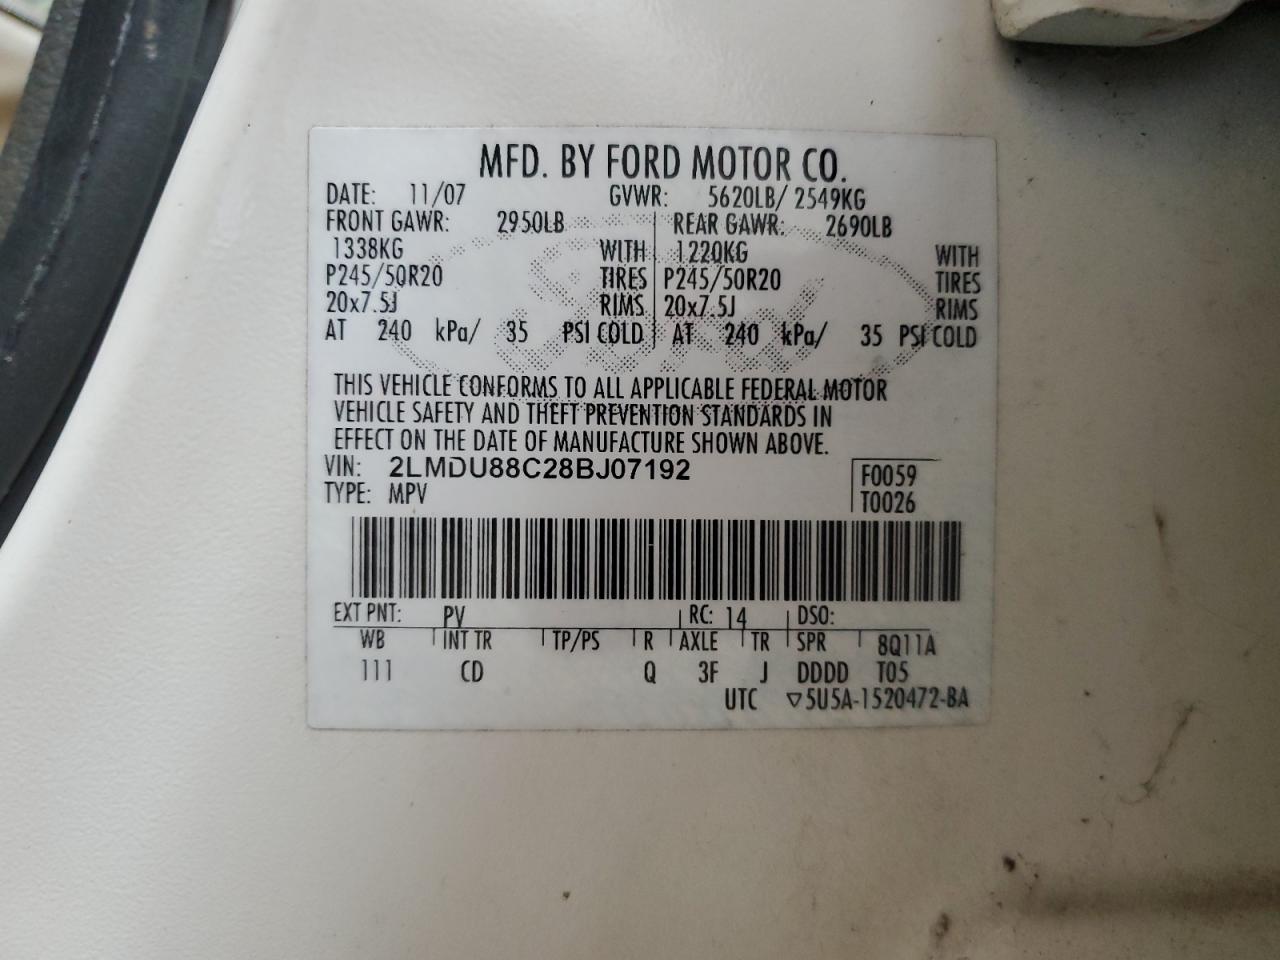 MFD. BY FORD MOTOR CO.
DATE: 11/07 GVWR: 5620LB/ 2549KG
FRONT GAWR: 2950LB REAR GAWR: 2690LB
1338KG WITH 1220KG WITH
P245/50R20 TIRES P245/50R20 TIRES
20x7.5J RIMS 20x7.5J RIMS
AT 240 kPa/ 35 PSI COLD AT 240 kPa/ 35 PSI COLD
THIS VEHICLE CONFORMS TO ALL APPLICABLE FEDERAL MOTOR
VEHICLE SAFETY AND THEFT PREVENTION STANDARDS IN
EFFECT ON THE DATE OF MANUFACTURE SHOWN ABOVE.
VIN: 2LMDU88C28BJ07192 F0059
TYPE: MPV T0026
EXT PNT: PV RC: 14 DSO:
WB INT TR TP/PS R AXLE TR SPR 8Q11A
111 CD Q 3F J DDDD T05
UTC ▽5U5A-1520472-BA